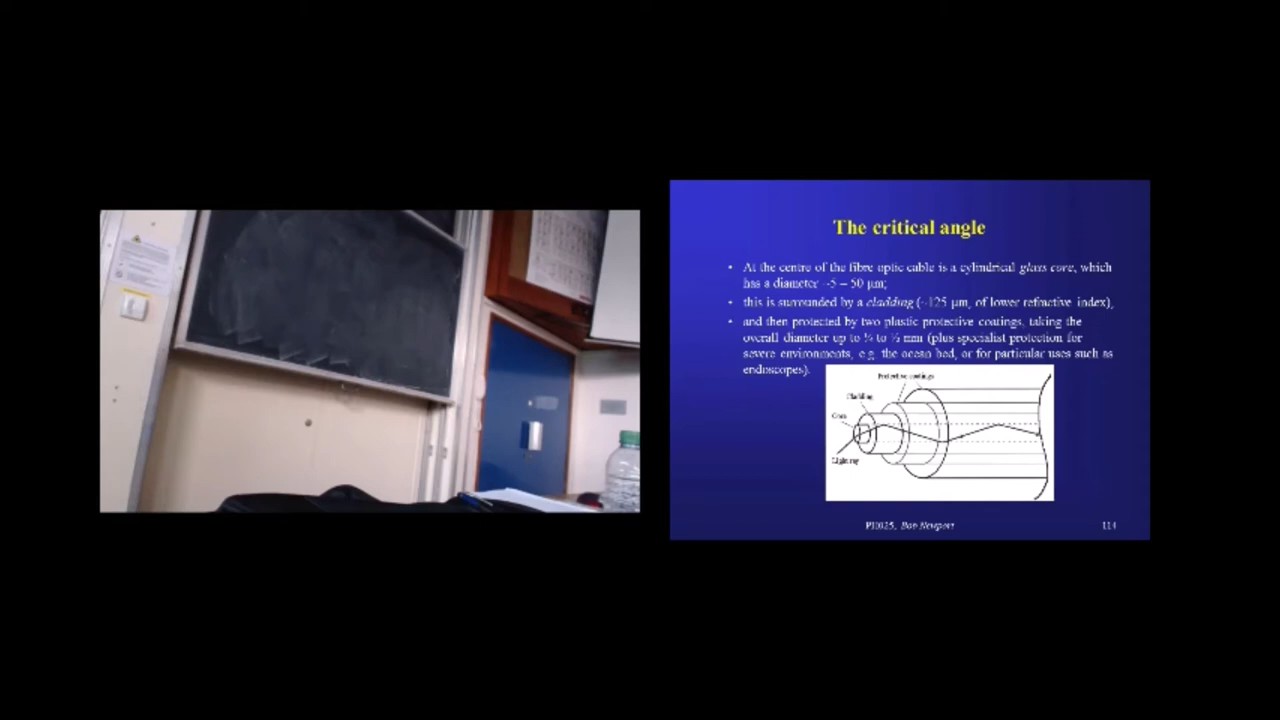 The critical angle
• At the centre of the fibre optic cable is a cylindrical glass core, which
has a diameter ~5 – 50 μm;
• this is surrounded by a cladding (~125 μm, of lower refractive index),
• and then protected by two plastic protective coatings, taking the
overall diameter up to ¼ to ½ mm (plus specialist protection for
severe environments, e.g. the ocean bed, or for particular uses such as
endoscopes).
Protective coatings
Cladding
Core
Light ray
PH025, Bob Newport
114